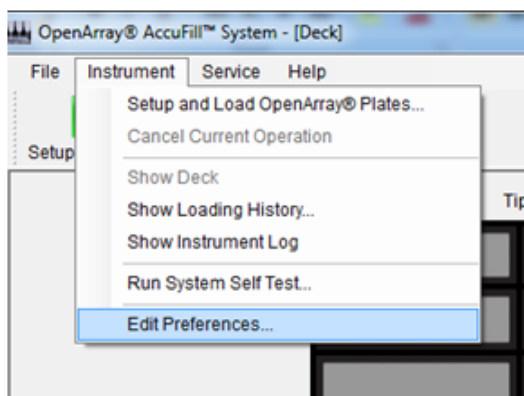 OpenArray® AccuFill™ System - [Deck]
File Instrument Service Help
Setup and Load OpenArray® Plates...
Cancel Current Operation
Setup
Show Deck
Show Loading History...
Tip
Show Instrument Log
Run System Self Test...
Edit Preferences...